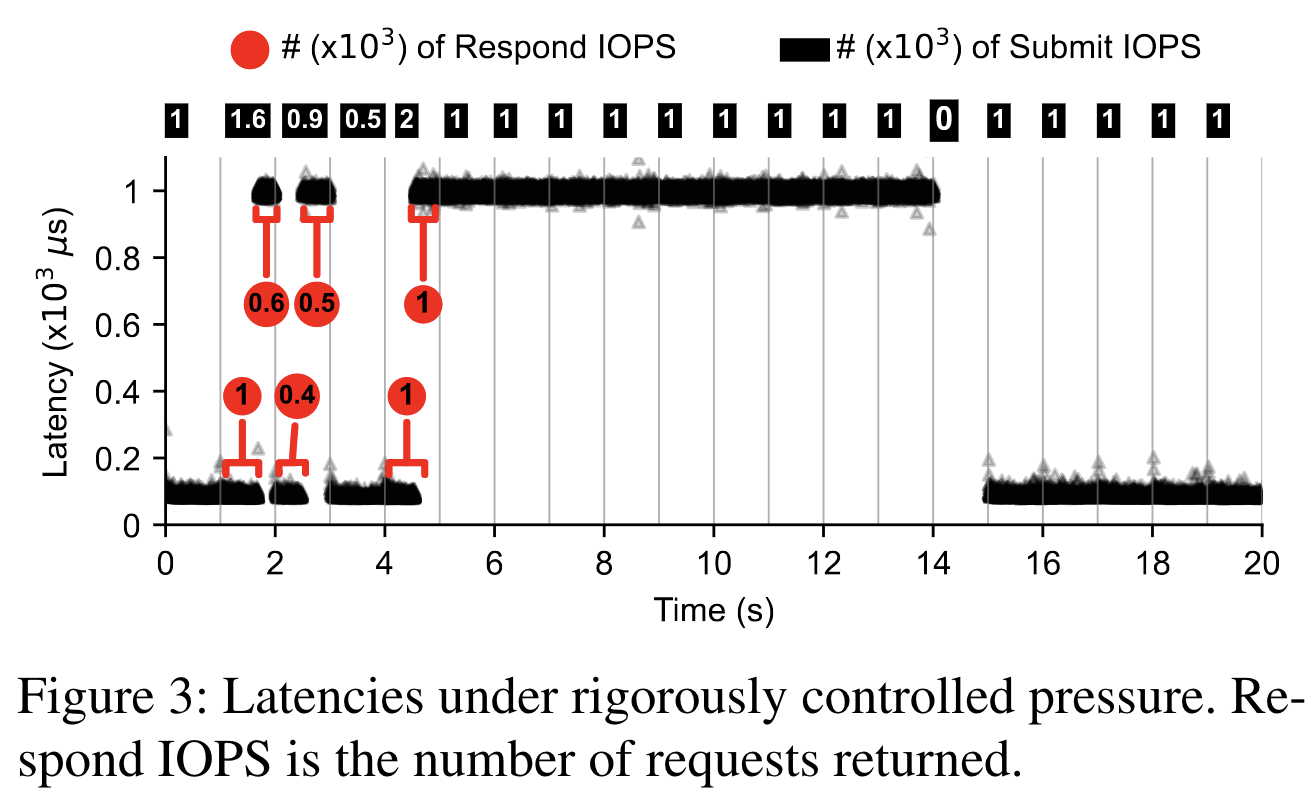 # (x10³) of Respond IOPS # (x10³) of Submit IOPS
1 1.6 0.9 0.5 2 1 1 1 1 1 1 1 1 1 0 1 1 1 1 1
1
0.8
0.6
0.4
0.2
0
Latency (x10³ μs)
0.6 0.5 1
1 0.4 1
0 2 4 6 8 10 12 14 16 18 20
Time (s)
Figure 3: Latencies under rigorously controlled pressure. Re-
spond IOPS is the number of requests returned.